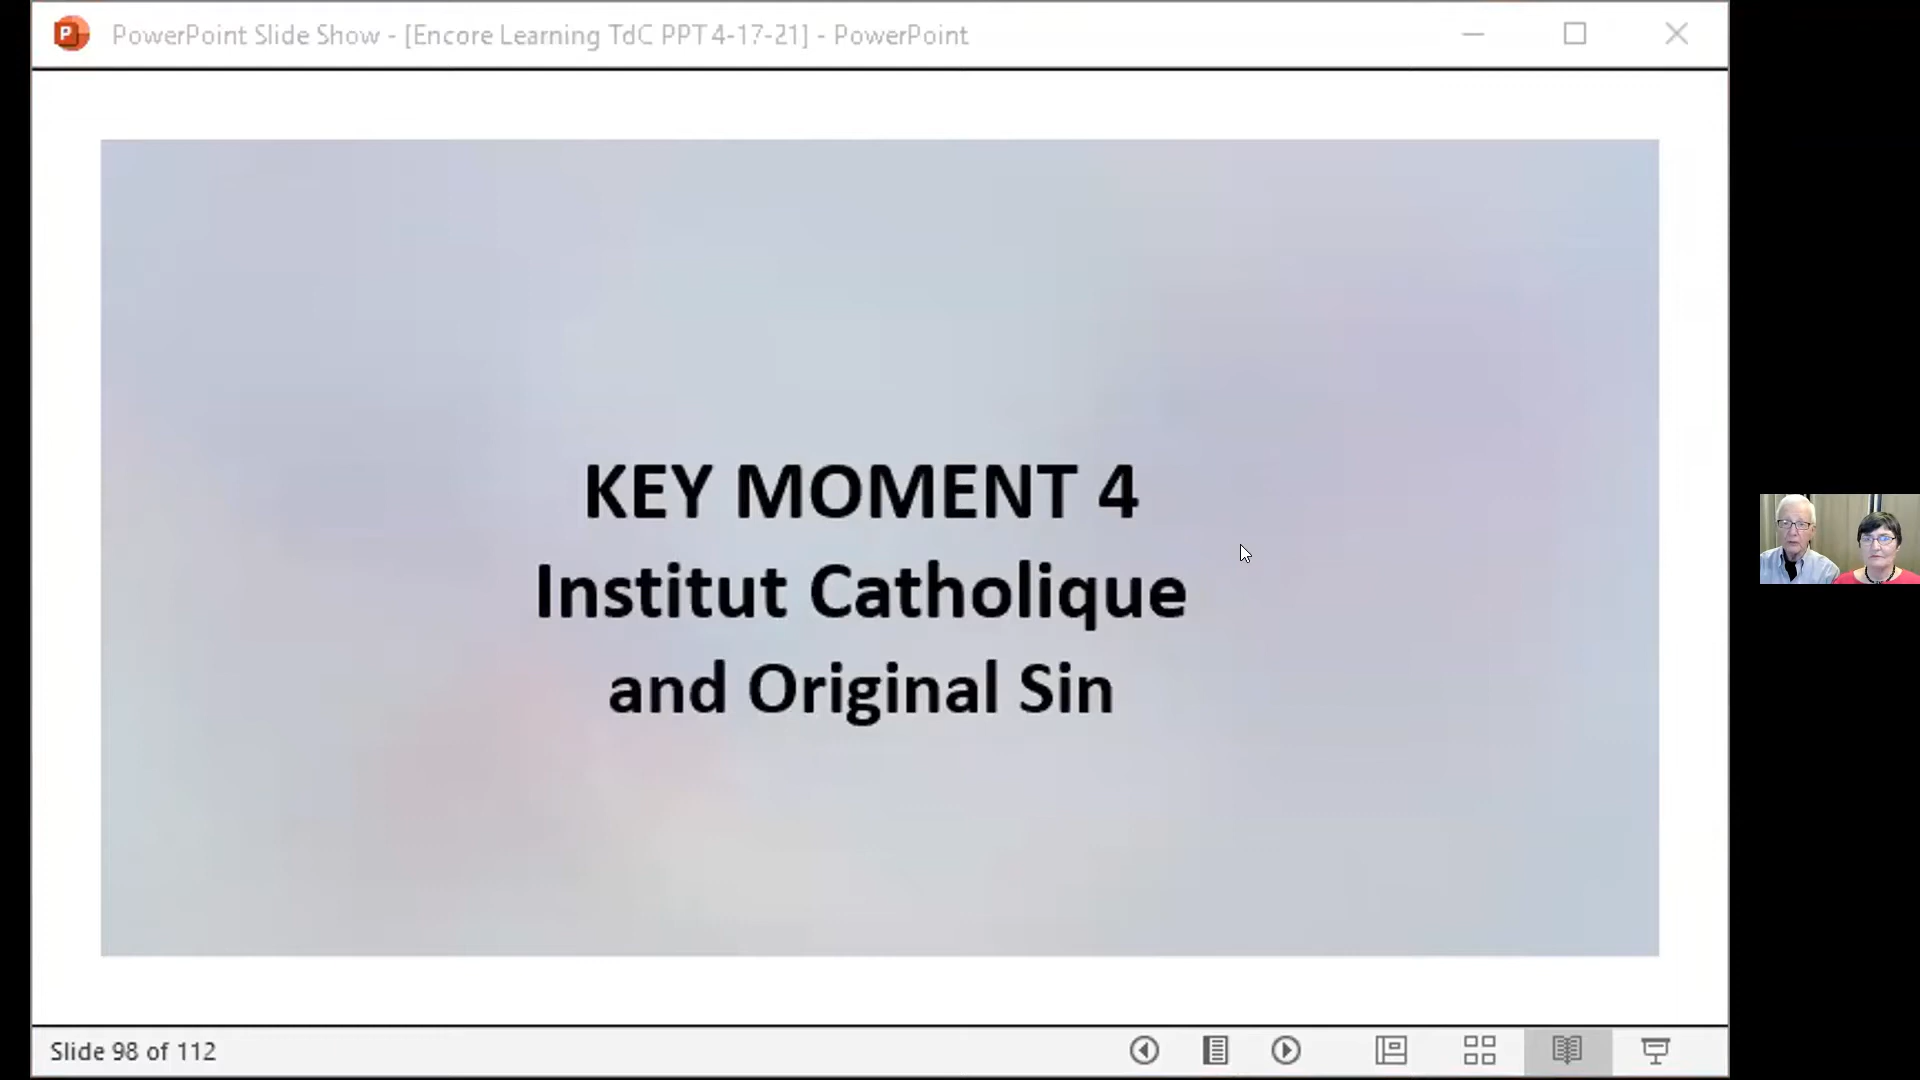 PowerPoint Slide Show - [Encore Learning TdC PPT 4-17-21] - PowerPoint
KEY MOMENT 4
Institut Catholique
and Original Sin
Slide 98 of 112